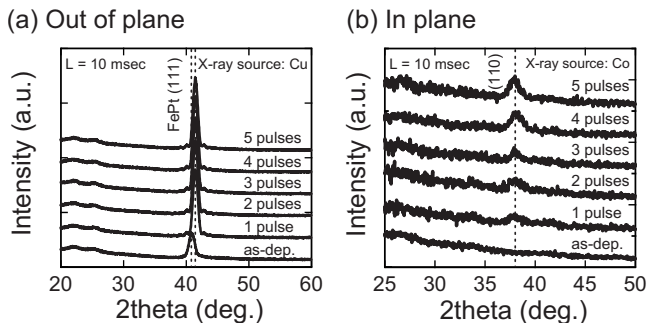 (a) Out of plane
L = 10 msec
X-ray source: Cu
FePt (111)
5 pulses
4 pulses
3 pulses
2 pulses
1 pulse
as-dep.
Intensity (a.u.)
20 30 40 50 60
2theta (deg.)
(b) In plane
L = 10 msec
X-ray source: Co
(110)
5 pulses
4 pulses
3 pulses
2 pulses
1 pulse
as-dep.
Intensity (a.u.)
25 30 35 40 45 50
2theta (deg.)